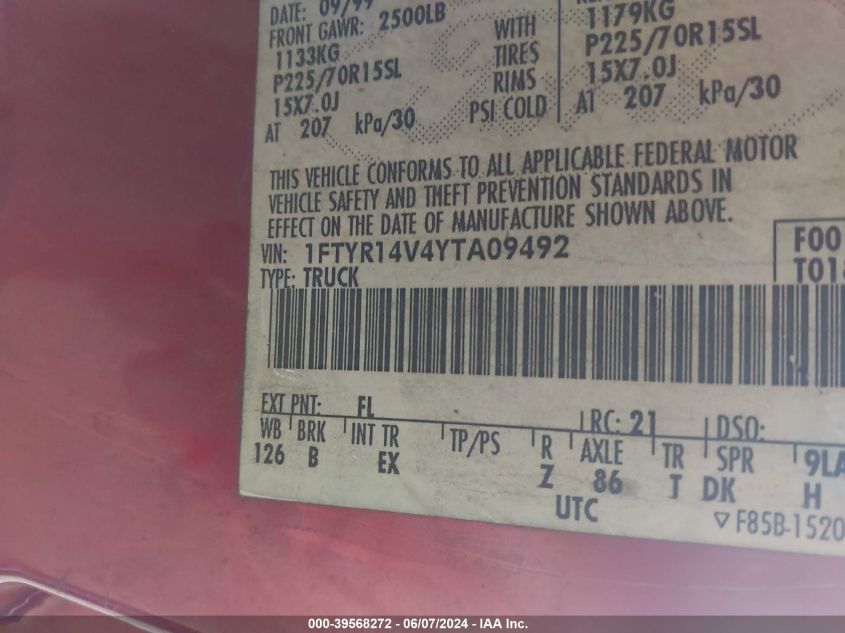 DATE: 09/99
FRONT GAWR: 2500LB
1133KG WITH 1179KG
P225/70R15SL TIRES P225/70R15SL
15X7.0J RIMS 15X7.0J
AT 207 kPa/30 PSI COLD AT 207 kPa/30
THIS VEHICLE CONFORMS TO ALL APPLICABLE FEDERAL MOTOR
VEHICLE SAFETY AND THEFT PREVENTION STANDARDS IN
EFFECT ON THE DATE OF MANUFACTURE SHOWN ABOVE.
VIN: 1FTYR14V4YTA09492 F00
TYPE: TRUCK
EXT PNT: FL RC: 21 DSO:
WB BRK INT TR TP/PS R AXLE TR SPR 9LA
126 B EX Z 86 T DK H
UTC F85B-1520
000-39568272 - 06/07/2024 - IAA Inc.